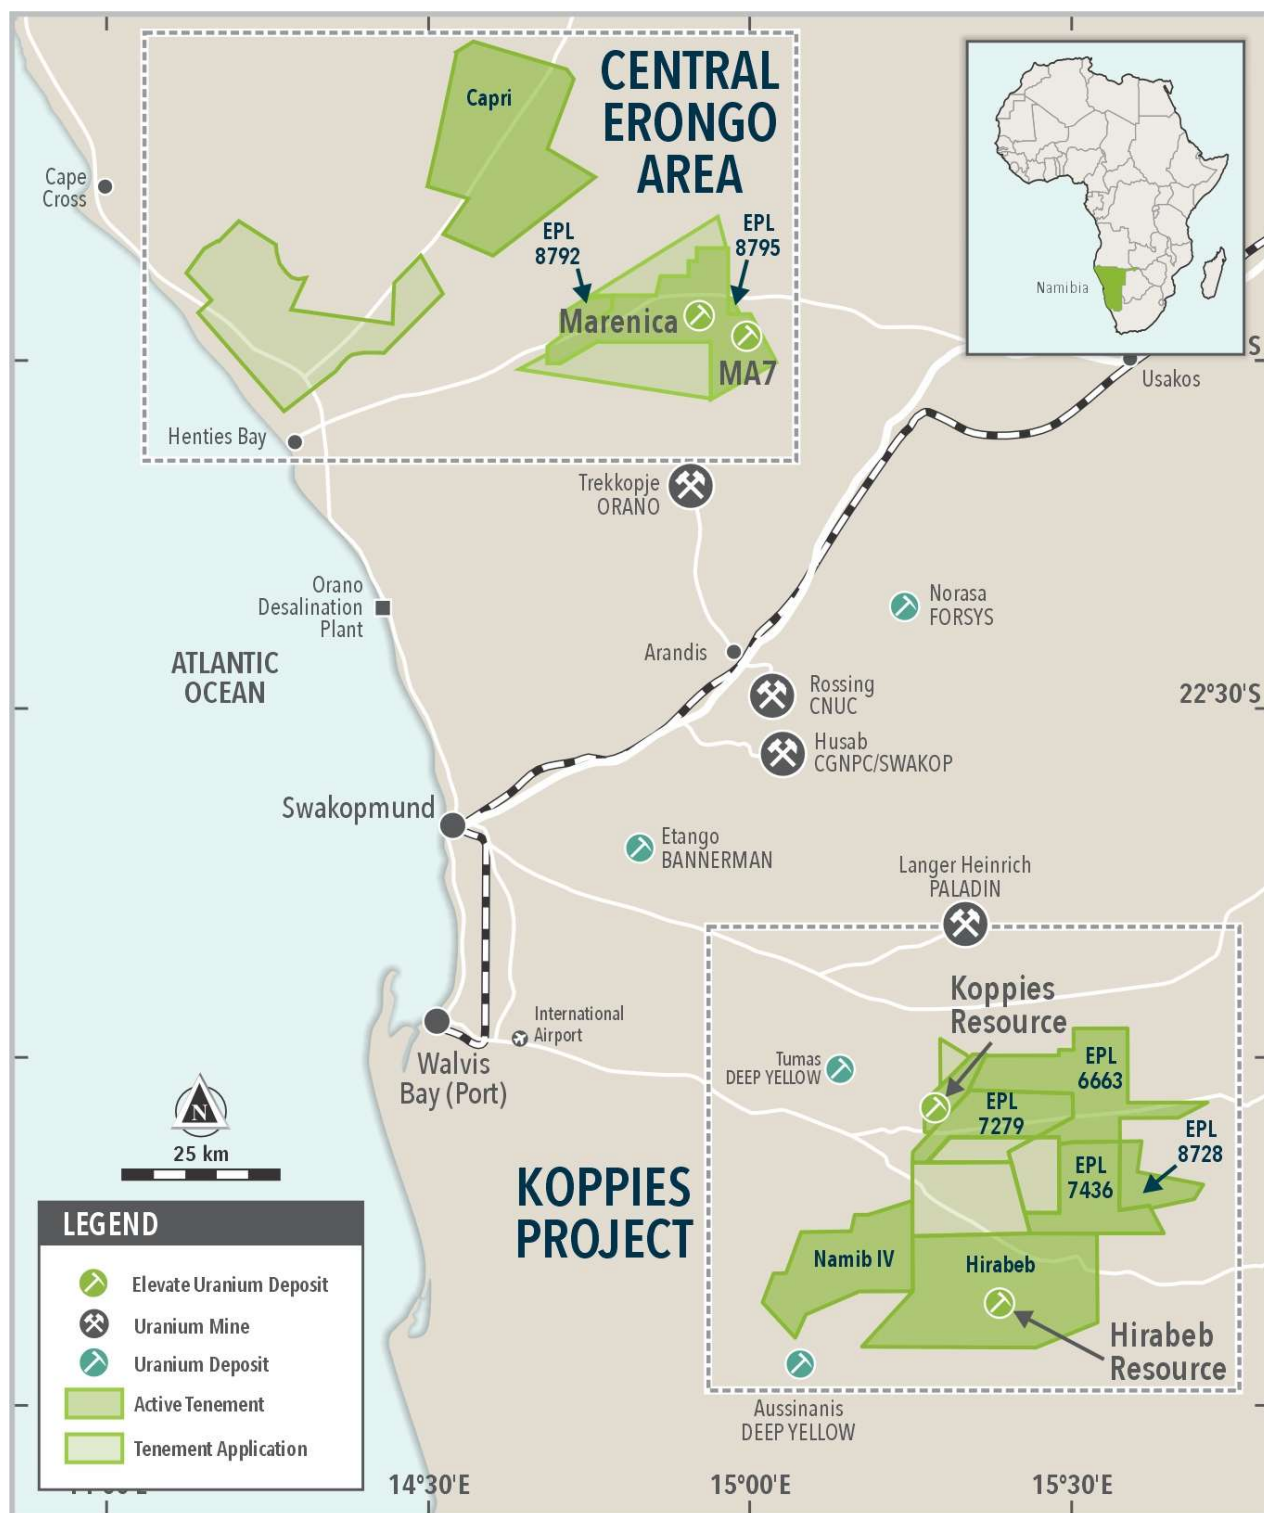 CENTRAL
ERONGO
AREA
Capri
Cape
Cross
EPL
8792
EPL
8795
Marenica
MA7
Namibia
S
Usakos
Henties Bay
Trekkopje
ORANO
Orano
Desalination
Plant
Norasa
FORSYS
Arandis
ATLANTIC
OCEAN
Rossing
CNUC
22°30'S
Husab
CGNPC/SWAKOP
Swakopmund
Etango
BANNERMAN
Langer Heinrich
PALADIN
Koppies
Resource
International
Airport
Walvis
Bay (Port)
Tumas
DEEP YELLOW
EPL
6663
EPL
7279
EPL
8728
EPL
7436
N
25 km
KOPPIES
PROJECT
Namib IV
Hirabeb
Hirabeb
Resource
Aussinanis
DEEP YELLOW
LEGEND
Elevate Uranium Deposit
Uranium Mine
Uranium Deposit
Active Tenement
Tenement Application
14°30'E
15°00'E
15°30'E